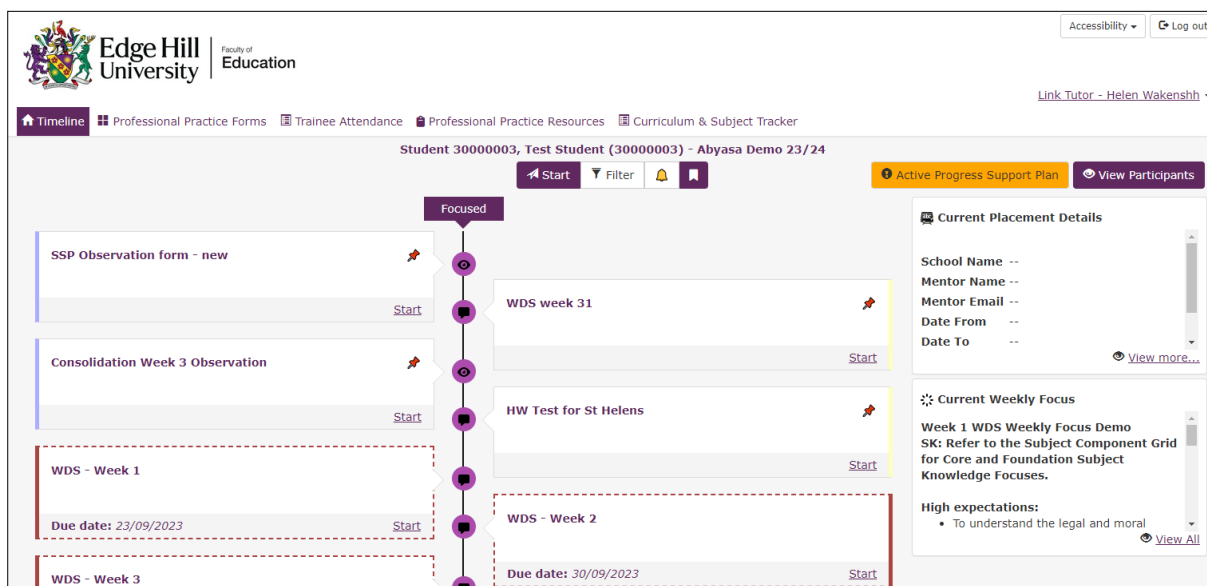 Edge Hill
University
Faculty of
Education
Accessibility
Log out
Link Tutor - Helen Wakenshh
Timeline
Professional Practice Forms
Trainee Attendance
Professional Practice Resources
Curriculum & Subject Tracker
Student 30000003, Test Student (30000003) - Abyasa Demo 23/24
Start
Filter
Active Progress Support Plan
View Participants
Focused
SSP Observation form - new
Start
WDS week 31
Start
Consolidation Week 3 Observation
Start
HW Test for St Helens
Start
WDS - Week 1
Due date: 23/09/2023
Start
WDS - Week 2
Due date: 30/09/2023
Start
WDS - Week 3
Current Placement Details
School Name --
Mentor Name --
Mentor Email --
Date From --
Date To --
View more...
Current Weekly Focus
Week 1 WDS Weekly Focus Demo
SK: Refer to the Subject Component Grid
for Core and Foundation Subject
Knowledge Focuses.
High expectations:
• To understand the legal and moral
View All